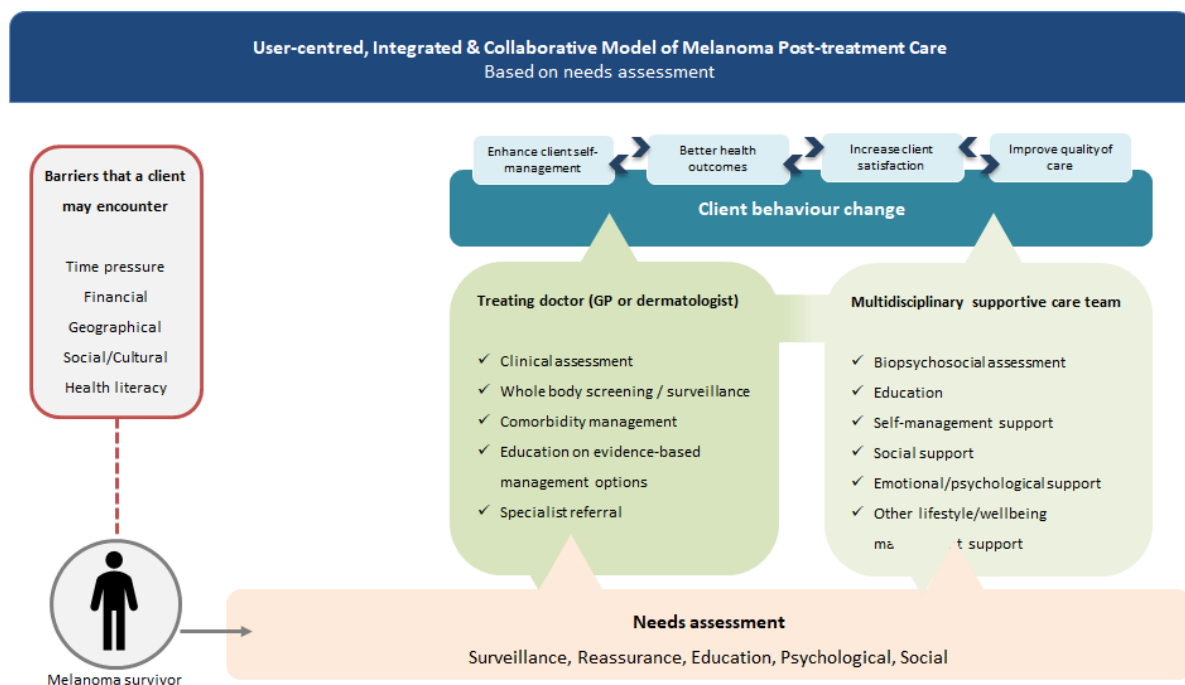 User-centred, Integrated & Collaborative Model of Melanoma Post-treatment Care
Based on needs assessment
Barriers that a client
may encounter
Time pressure
Financial
Geographical
Social/Cultural
Health literacy
Melanoma survivor
Enhance client self-
management
Better health
outcomes
Increase client
satisfaction
Improve quality of
care
Client behaviour change
Treating doctor (GP or dermatologist)
✓ Clinical assessment
✓ Whole body screening / surveillance
✓ Comorbidity management
✓ Education on evidence-based
management options
✓ Specialist referral
Multidisciplinary supportive care team
✓ Biopsychosocial assessment
✓ Education
✓ Self-management support
✓ Social support
✓ Emotional/psychological support
✓ Other lifestyle/wellbeing
support
Needs assessment
Surveillance, Reassurance, Education, Psychological, Social